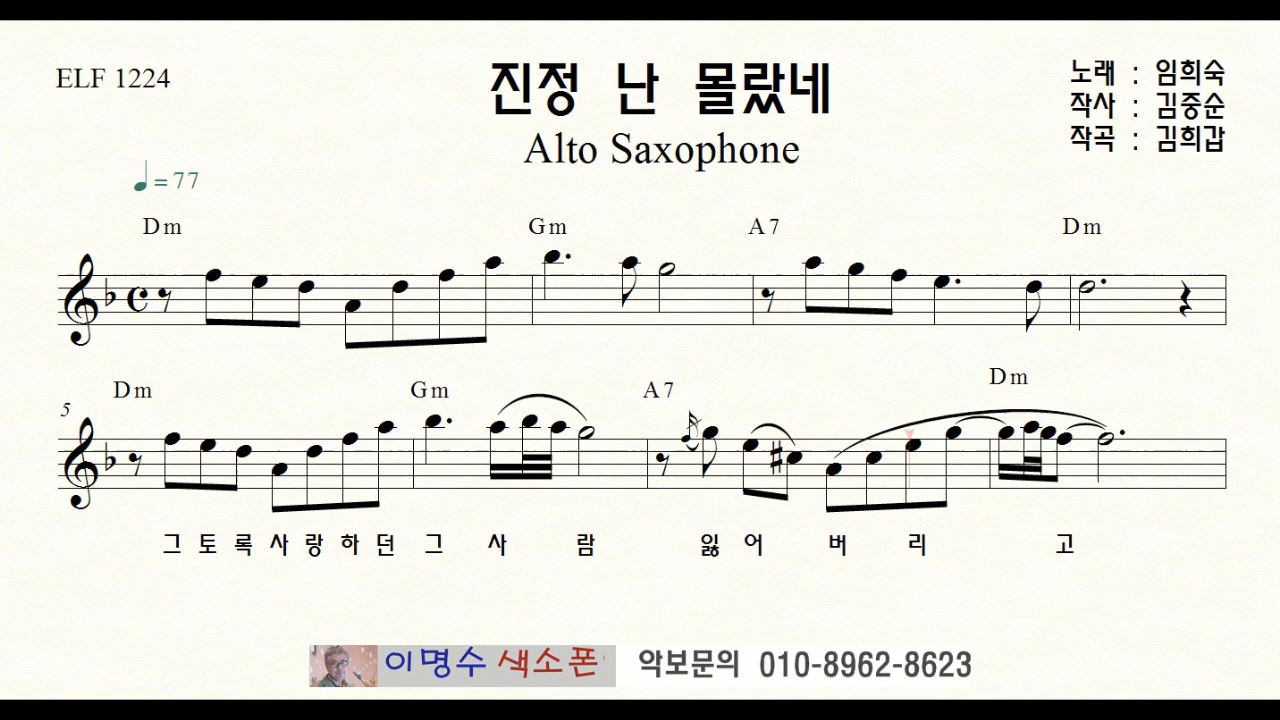 ELF 1224
진정 난 몰랐네
Alto Saxophone
노래 : 임희숙
작사 : 김중순
작곡 : 김희갑
= 77
Dm Gm A7 Dm
5
Dm Gm A7 Dm
그 토 록 사 랑 하 던 그 사 람 잃 어 버 리 고
이명수 색소폰 악보문의 010-8962-8623